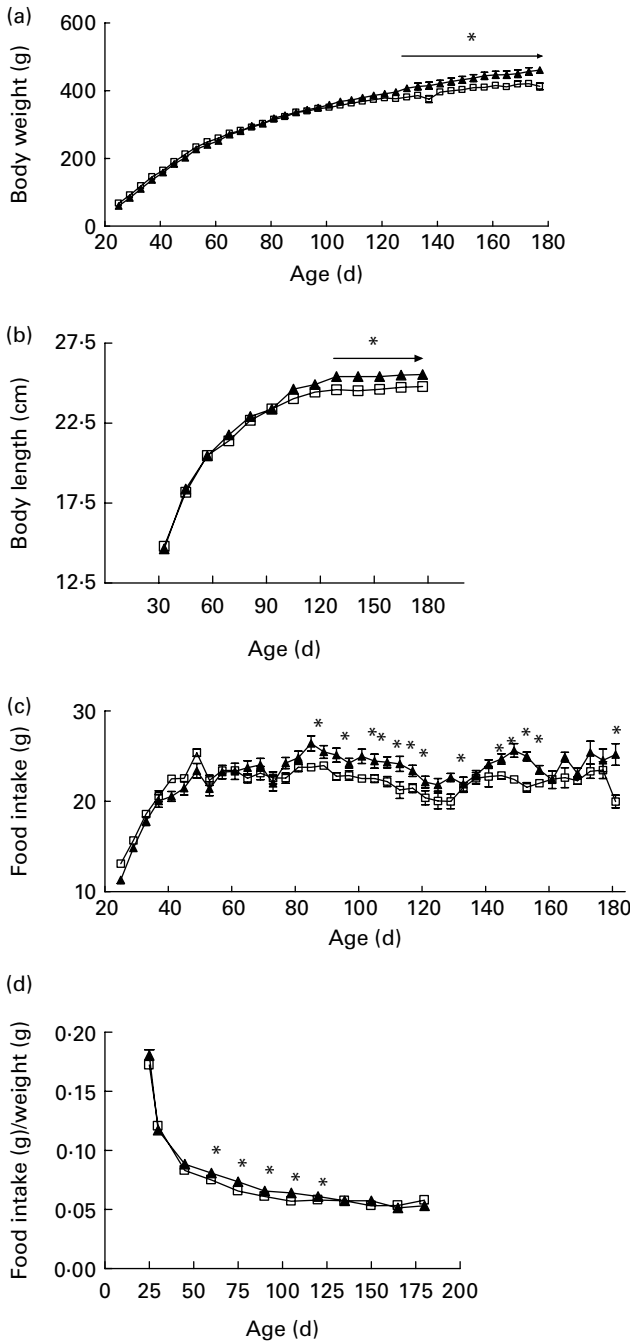 (a)
600
400
200
0
20 40 60 80 100 120 140 160 180
Body weight (g)
Age (d)
*
(b)
27·5
22·5
17·5
12·5
30 60 90 120 150 180
Body length (cm)
Age (d)
*
(c)
30
20
10
20 40 60 80 100 120 140 160 180
Food intake (g)
Age (d)
* * * * * * * * * * * * *
(d)
0·20
0·15
0·10
0·05
0·00
0 25 50 75 100 125 150 175 200
Food intake (g)/weight (g)
Age (d)
* * * * *